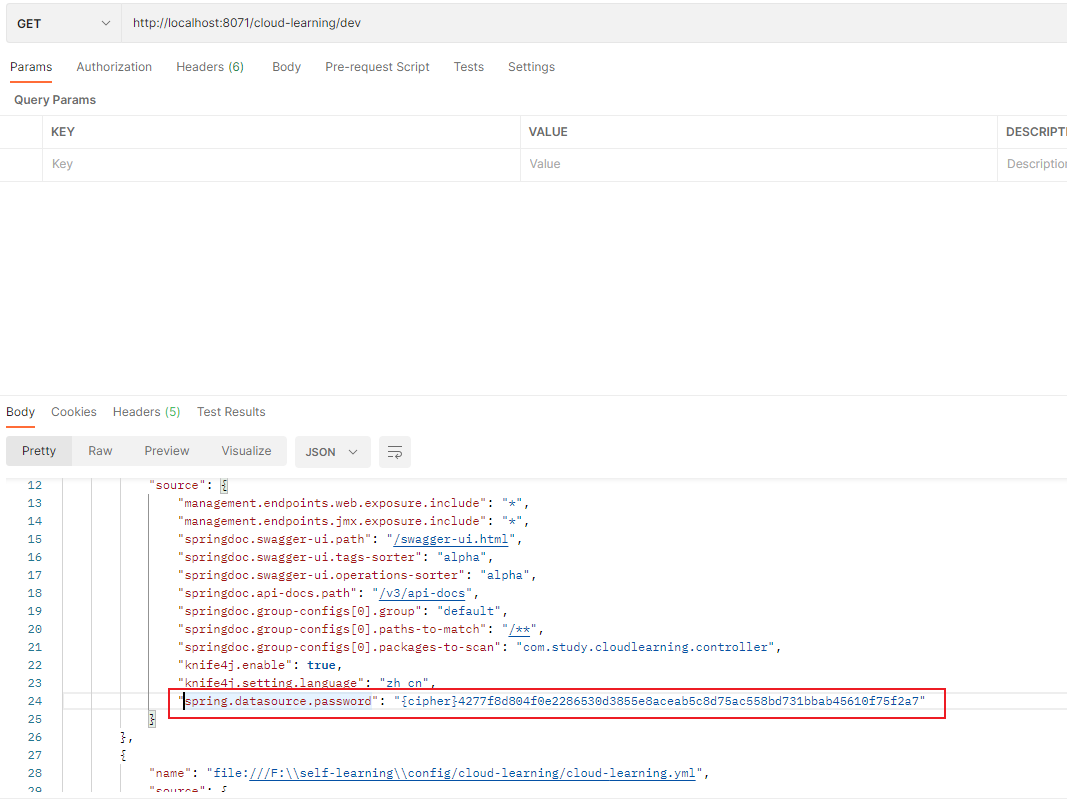 GET http://localhost:8071/cloud-learning/dev
Params Authorization Headers (6) Body Pre-request Script Tests Settings
Query Params
KEY VALUE DESCRIPTI
Key Value Description
Body Cookies Headers (5) Test Results
Pretty Raw Preview Visualize JSON
12 "source": {
13 "management.endpoints.web.exposure.include": "*",
14 "management.endpoints.jmx.exposure.include": "*",
15 "springdoc.swagger-ui.path": "/swagger-ui.html",
16 "springdoc.swagger-ui.tags-sorter": "alpha",
17 "springdoc.swagger-ui.operations-sorter": "alpha",
18 "springdoc.api-docs.path": "/v3/api-docs",
19 "springdoc.group-configs[0].group": "default",
20 "springdoc.group-configs[0].paths-to-match": "/**",
21 "springdoc.group-configs[0].packages-to-scan": "com.study.cloudlearning.controller",
22 "knife4j.enable": true,
23 "knife4j.setting.language": "zh_cn",
24 "spring.datasource.password": "{cipher}4277f8d804f0e2286530d3855e8aceab5c8d75ac558bd731bbab45610f75f2a7"
25 }
26 },
27 {
28 "name": "file:///F:\\self-learning\\config/cloud-learning/cloud-learning.yml",
29 "source": {